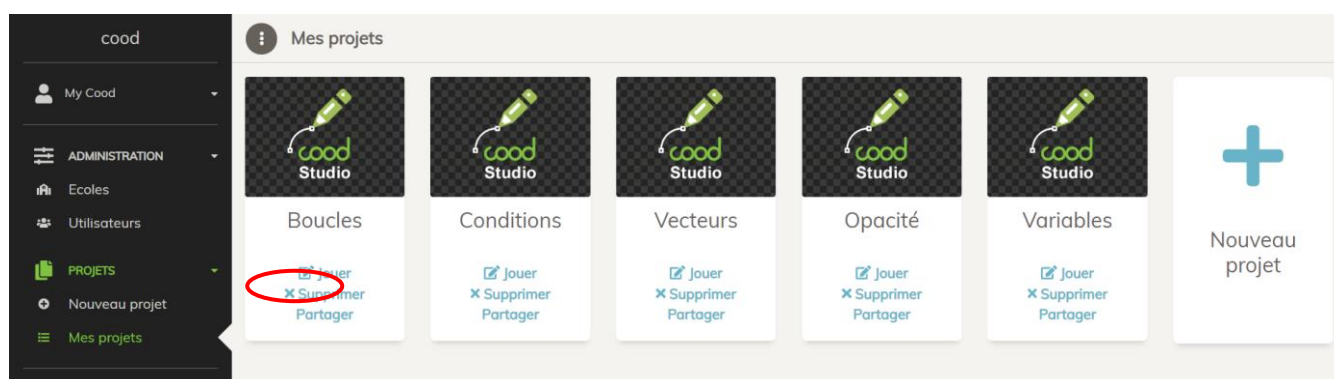 cood
My Cood
ADMINISTRATION
Ecoles
Utilisateurs
PROJETS
Nouveau projet
Mes projets
Mes projets
cood
Studio
Boucles
Jouer
Supprimer
Partager
cood
Studio
Conditions
Jouer
Supprimer
Partager
cood
Studio
Vecteurs
Jouer
Supprimer
Partager
cood
Studio
Opacité
Jouer
Supprimer
Partager
cood
Studio
Variables
Jouer
Supprimer
Partager
Nouveau
projet